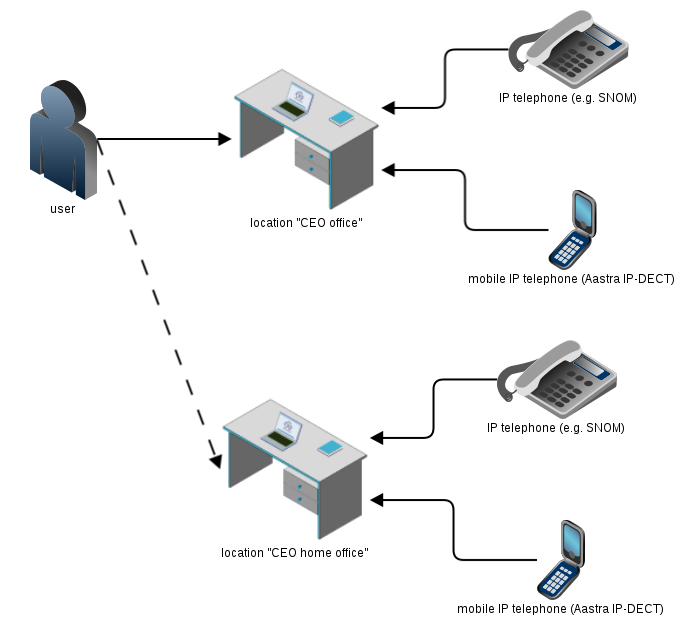 IP telephone (e.g. SNOM)
user
location "CEO office"
mobile IP telephone (Aastra IP-DECT)
IP telephone (e.g. SNOM)
location "CEO home office"
mobile IP telephone (Aastra IP-DECT)